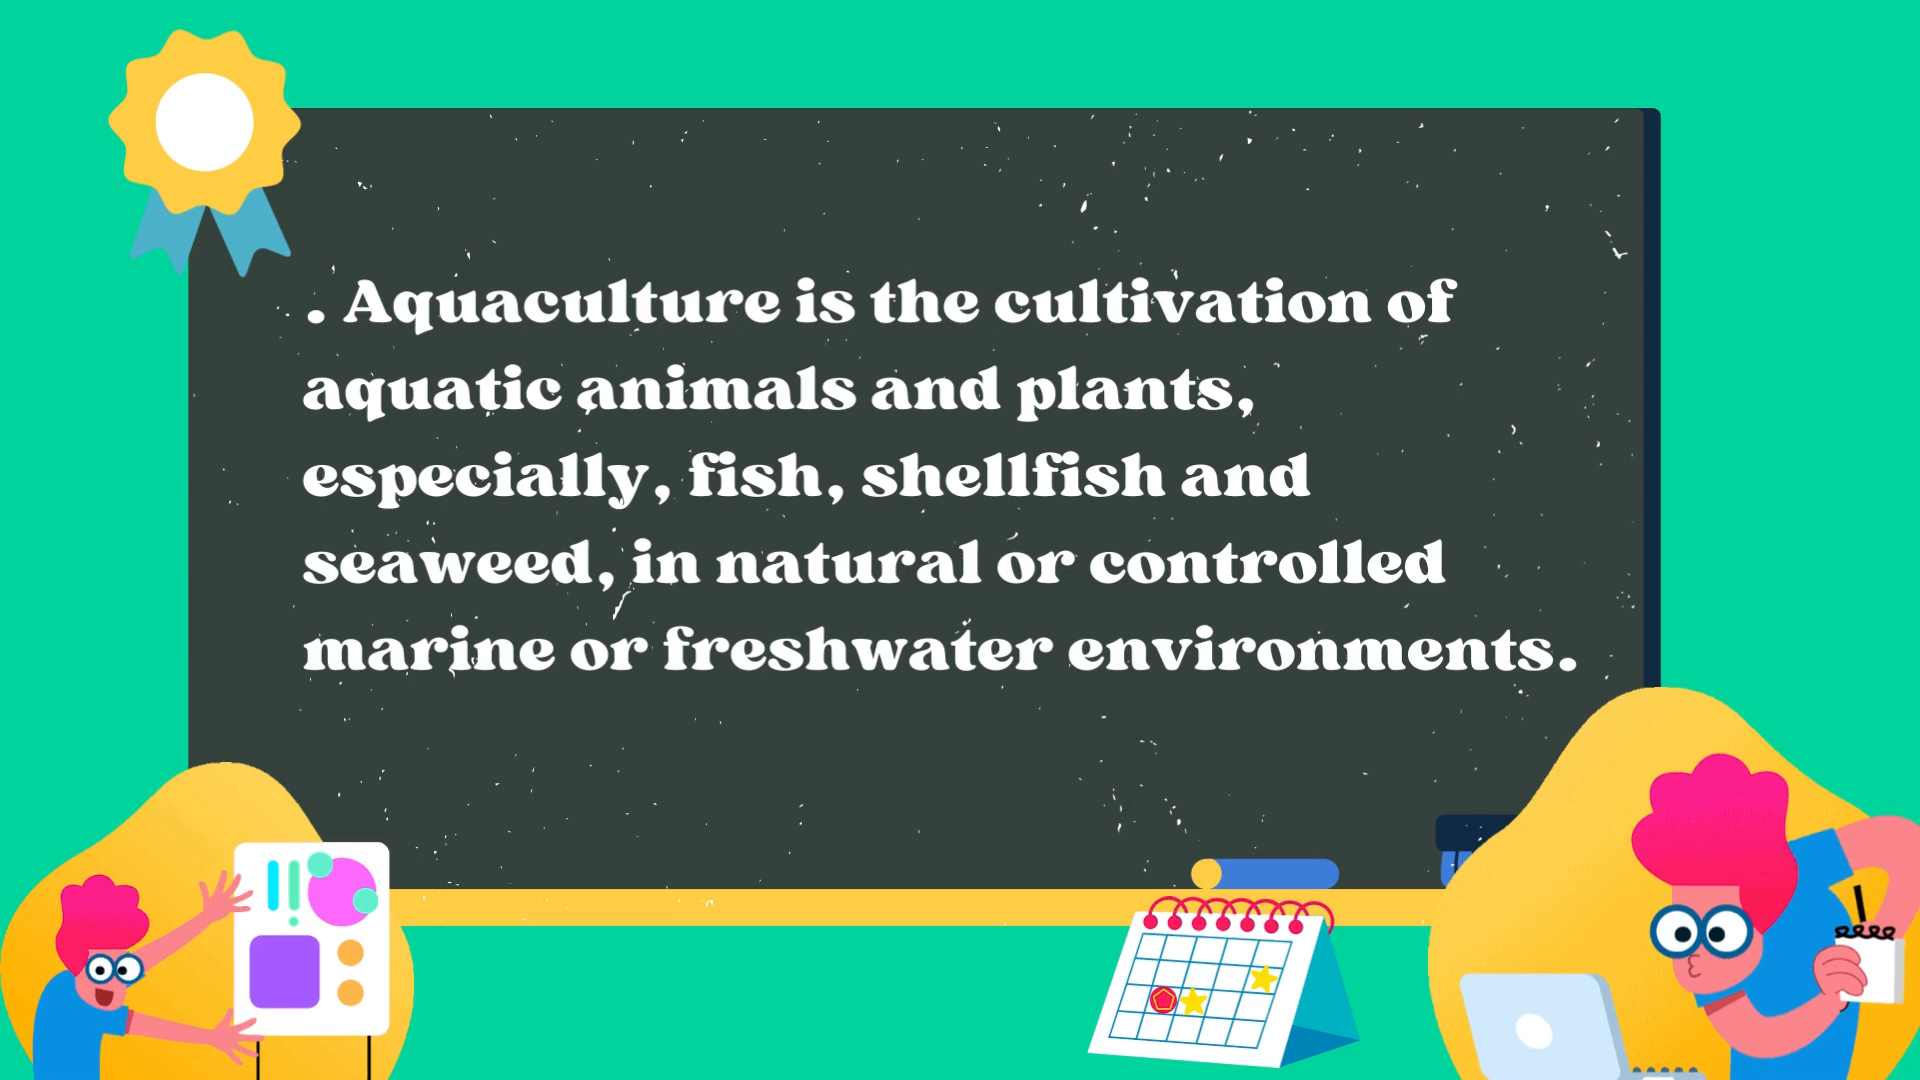 . Aquaculture is the cultivation of
aquatic animals and plants,
especially, fish, shellfish and
seaweed, in natural or controlled
marine or freshwater environments.